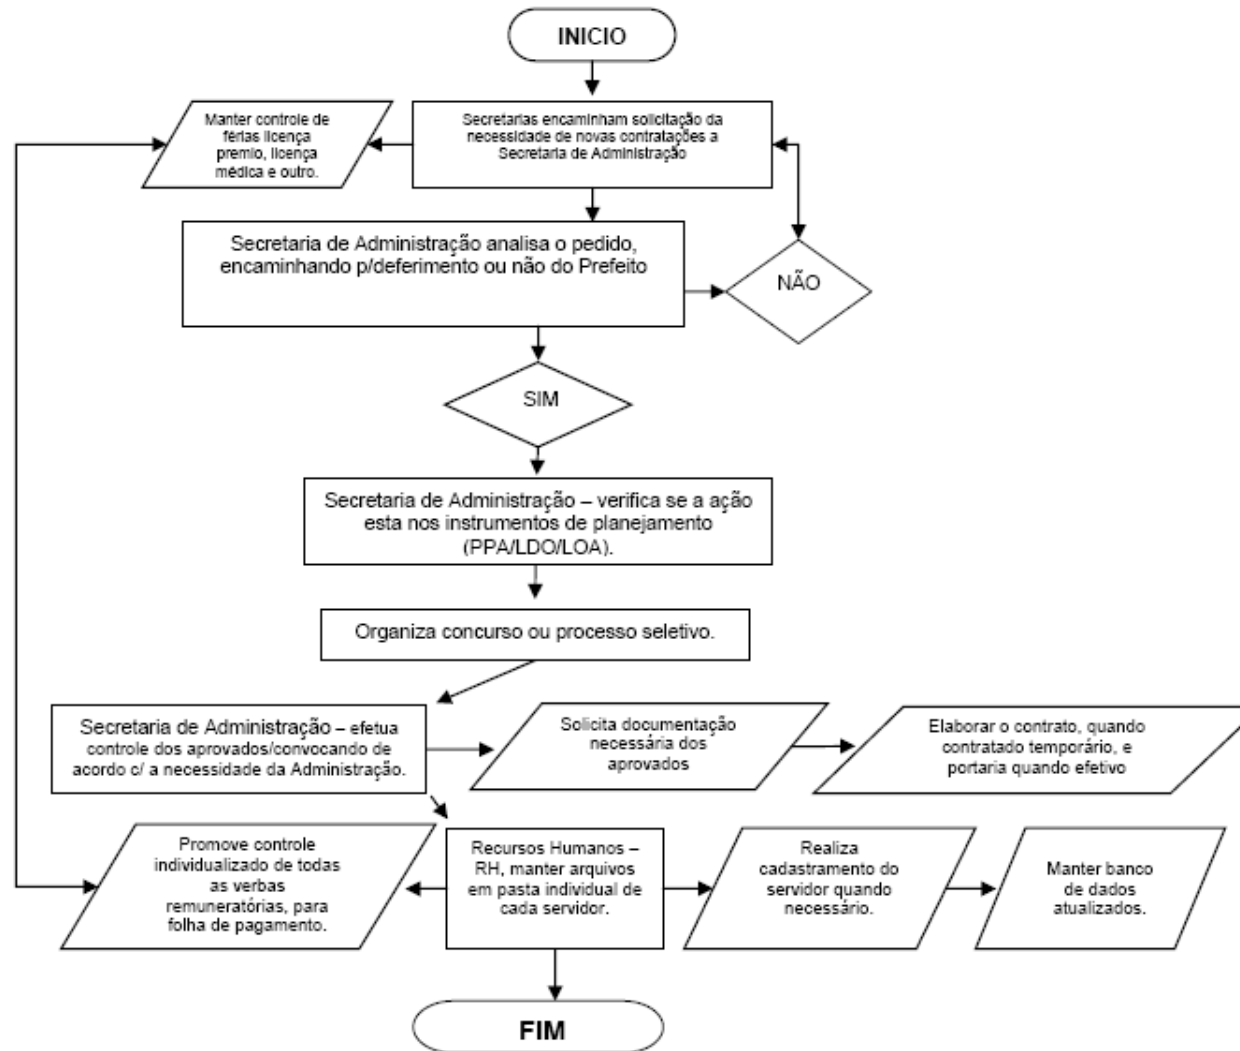 INICIO
Manter controle de
férias licença
premio, licença
médica e outro.
Secretarias encaminham solicitação da
necessidade de novas contratações a
Secretaria de Administração
Secretaria de Administração analisa o pedido,
encaminhando p/deferimento ou não do Prefeito
NÃO
SIM
Secretaria de Administração – verifica se a ação
esta nos instrumentos de planejamento
(PPA/LDO/LOA).
Organiza concurso ou processo seletivo.
Secretaria de Administração – efetua
controle dos aprovados/convocando de
acordo c/ a necessidade da Administração.
Solicita documentação
necessária dos
aprovados
Elaborar o contrato, quando
contratado temporário, e
portaria quando efetivo
Promove controle
individualizado de todas
as verbas
remuneratórias, para
folha de pagamento.
Recursos Humanos –
RH, manter arquivos
em pasta individual de
cada servidor.
Realiza
cadastramento do
servidor quando
necessário.
Manter banco
de dados
atualizados.
FIM